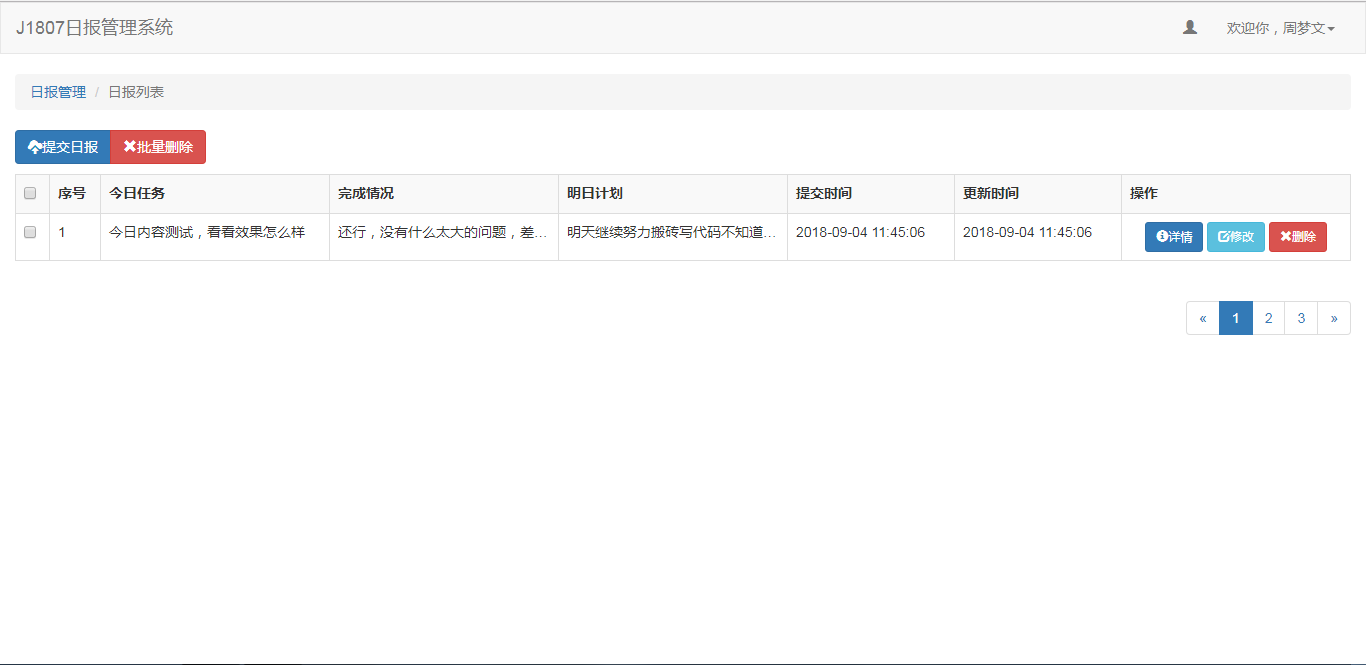 J1807日报管理系统
欢迎你，周梦文
日报管理 / 日报列表
提交日报 批量删除
序号 今日任务 完成情况 明日计划 提交时间 更新时间 操作
1 今日内容测试，看看效果怎么样 还行，没有什么太大的问题，差... 明天继续努力搬砖写代码不知道... 2018-09-04 11:45:06 2018-09-04 11:45:06 详情 修改 删除
« 1 2 3 »